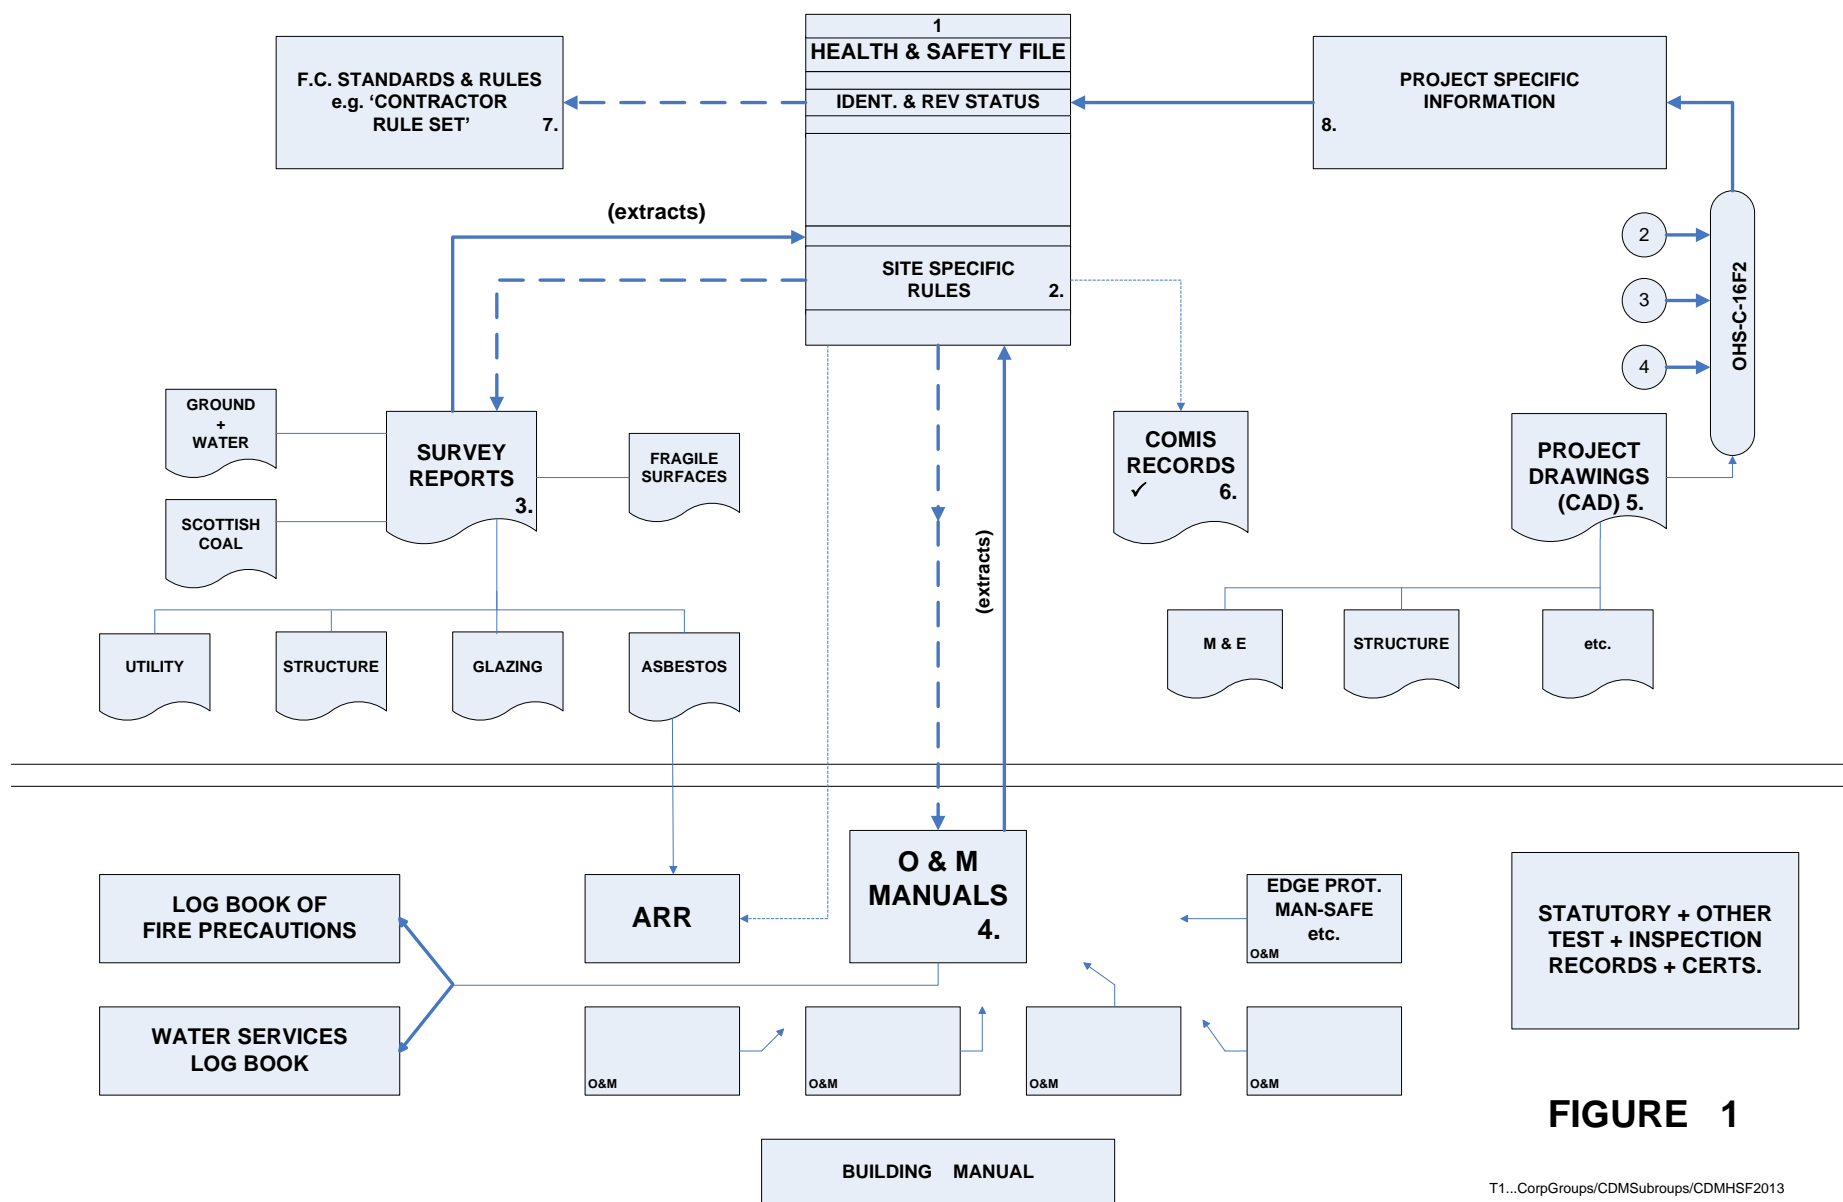 1
HEALTH & SAFETY FILE
IDENT. & REV STATUS
F.C. STANDARDS & RULES
e.g. ‘CONTRACTOR
RULE SET’ 7.
PROJECT SPECIFIC
INFORMATION
8.
(extracts)
SITE SPECIFIC
RULES 2.
2
3
4
OHS-C-16F2
GROUND
+
WATER
SCOTTISH
COAL
SURVEY
REPORTS
3.
FRAGILE
SURFACES
COMIS
RECORDS
✓ 6.
PROJECT
DRAWINGS
(CAD) 5.
(extracts)
UTILITY
STRUCTURE
GLAZING
ASBESTOS
M & E
STRUCTURE
etc.
LOG BOOK OF
FIRE PRECAUTIONS
WATER SERVICES
LOG BOOK
ARR
O & M
MANUALS
4.
EDGE PROT.
MAN-SAFE
etc.
O&M
O&M
O&M
O&M
O&M
STATUTORY + OTHER
TEST + INSPECTION
RECORDS + CERTS.
FIGURE 1
BUILDING MANUAL
T1...CorpGroups/CDMSubroups/CDMHSF2013